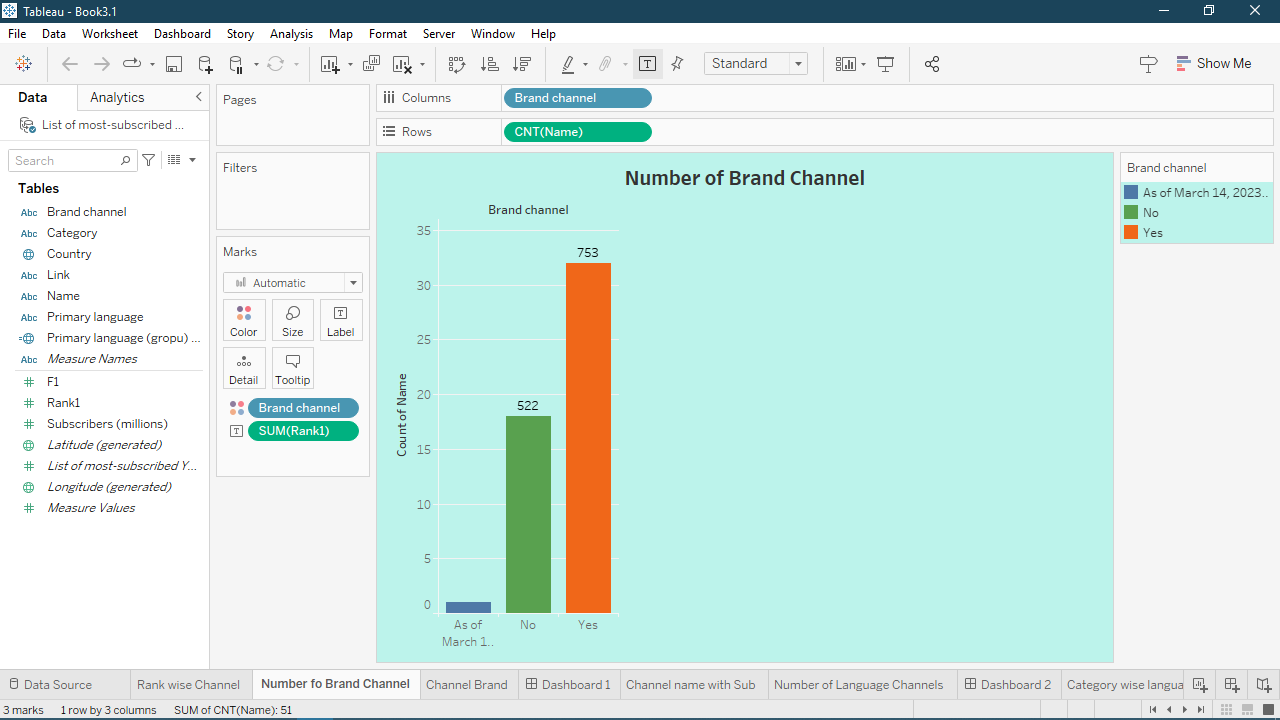 Tableau - Book3.1
File Data Worksheet Dashboard Story Analysis Map Format Server Window Help
Standard
Show Me
Data Analytics
List of most-subscribed ...
Search
Tables
Abc Brand channel
Abc Category
Country
Abc Link
Abc Name
Abc Primary language
Primary language (gropu) ...
Abc Measure Names
F1
Rank1
Subscribers (millions)
Latitude (generated)
List of most-subscribed Y...
Longitude (generated)
Measure Values
Pages
Filters
Marks
Automatic
Color Size Label
Detail Tooltip
Brand channel
SUM(Rank1)
Columns Brand channel
Rows CNT(Name)
Number of Brand Channel
Brand channel
35
30
25
20
15
10
5
0
Count of Name
753
522
As of March 1..
No
Yes
Brand channel
As of March 14, 2023..
No
Yes
Data Source Rank wise Channel Number fo Brand Channel Channel Brand Dashboard 1 Channel name with Sub Number of Language Channels Dashboard 2 Category wise langua
3 marks 1 row by 3 columns SUM of CNT(Name): 51